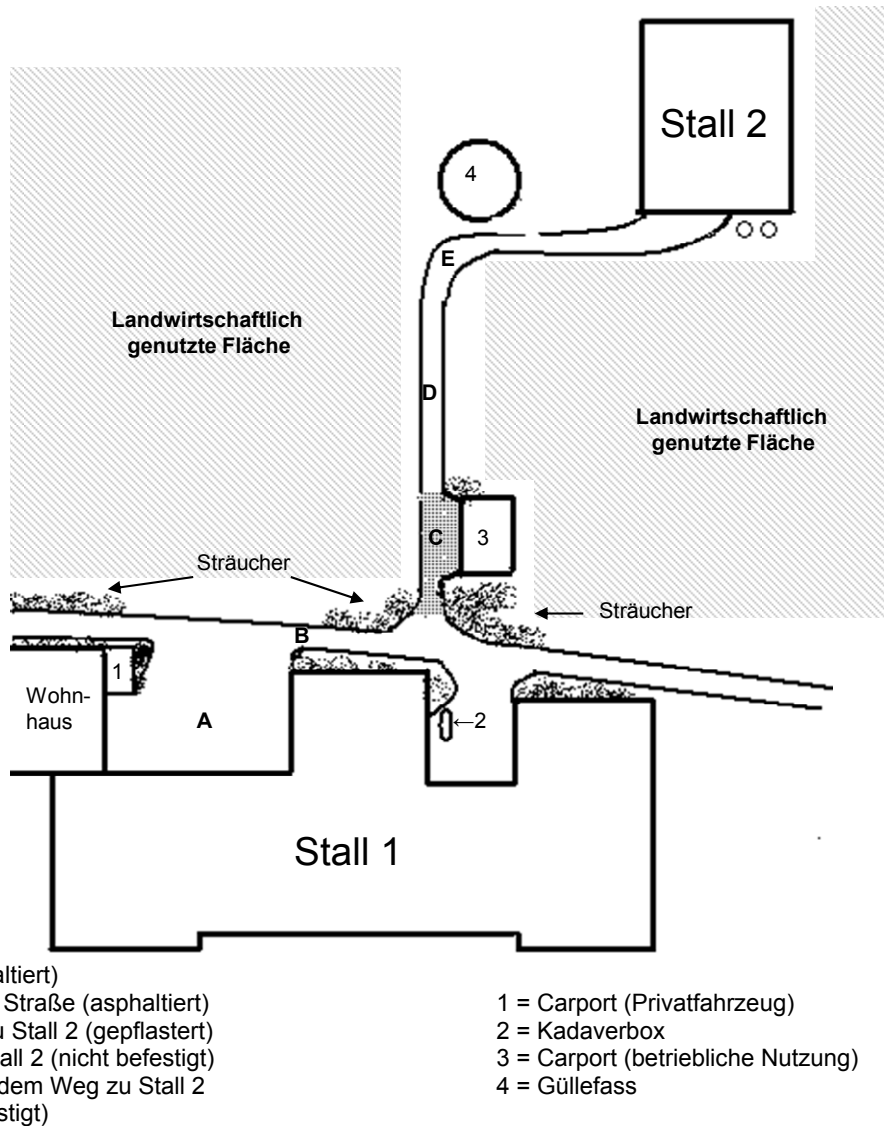 Stall 2
4
E
Landwirtschaftlich
genutzte Fläche
D
Landwirtschaftlich
genutzte Fläche
C
3
Sträucher
Sträucher
B
1
Wohn-
haus
A
←2
Stall 1
altiert)
Straße (asphaltiert)
u Stall 2 (gepflastert)
all 2 (nicht befestigt)
dem Weg zu Stall 2
stigt)
1 = Carport (Privatfahrzeug)
2 = Kadaverbox
3 = Carport (betriebliche Nutzung)
4 = Güllefass